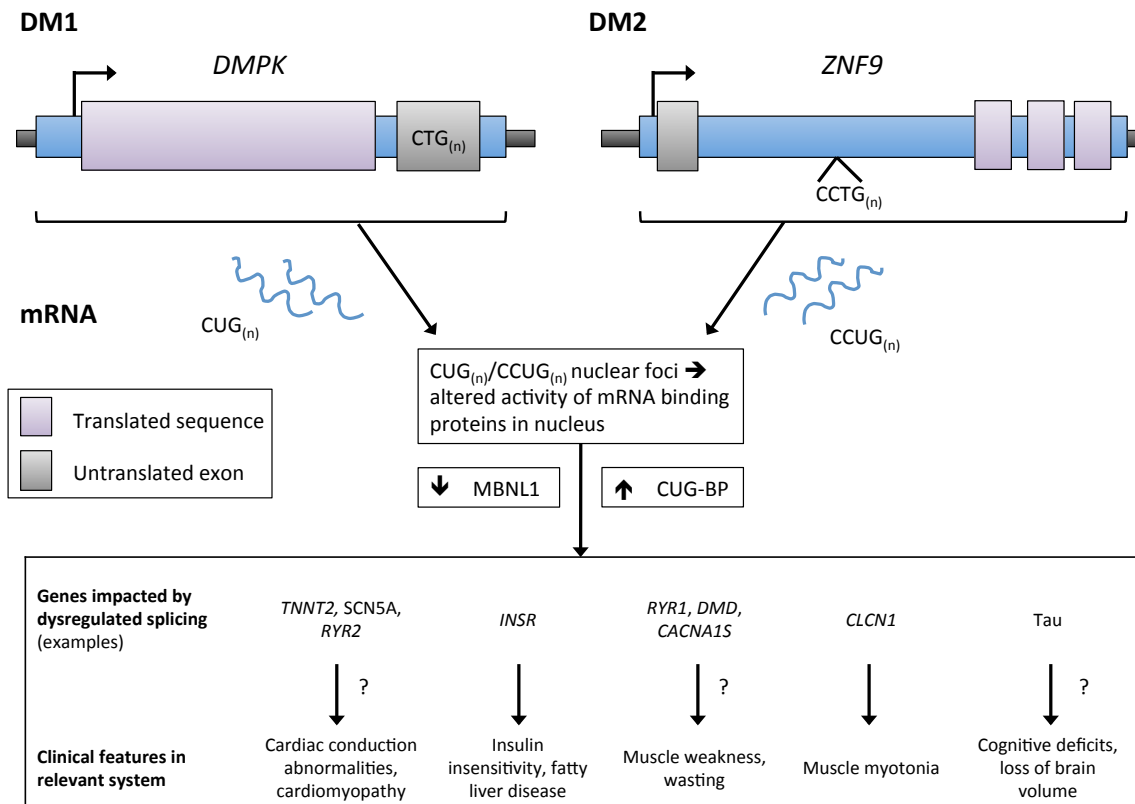 DM1
DM2
DMPK
ZNF9
CTG(n)
CCTG(n)
mRNA
CUG(n)
CCUG(n)
CUG(n)/CCUG(n) nuclear foci ➔
altered activity of mRNA binding
proteins in nucleus
Translated sequence
Untranslated exon
🡫 MBNL1
🡩 CUG-BP
Genes impacted by
dysregulated splicing
(examples)
TNNT2, SCN5A,
RYR2
INSR
RYR1, DMD,
CACNA1S
CLCN1
Tau
?
?
?
Clinical features in
relevant system
Cardiac conduction
abnormalities,
cardiomyopathy
Insulin
insensitivity, fatty
liver disease
Muscle weakness,
wasting
Muscle myotonia
Cognitive deficits,
loss of brain
volume